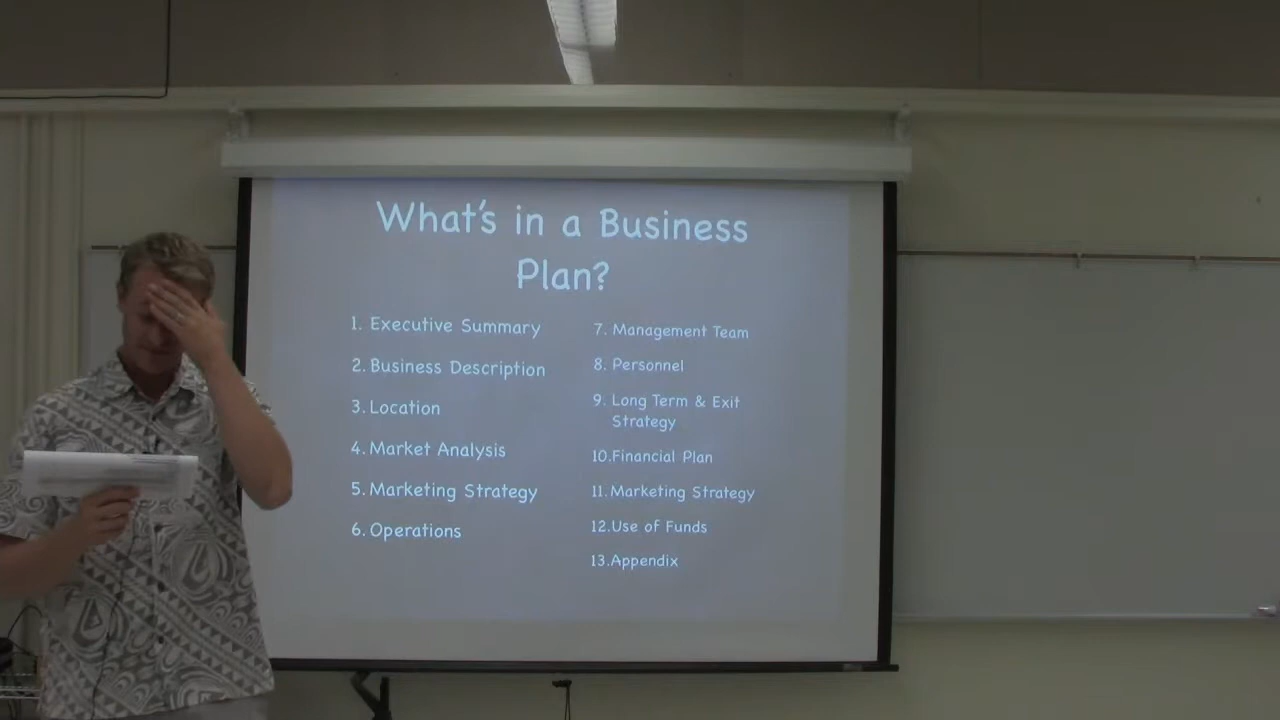 What's in a Business
Plan?
1. Executive Summary
2. Business Description
3. Location
4. Market Analysis
5. Marketing Strategy
6. Operations
7. Management Team
8. Personnel
9. Long Term & Exit
Strategy
10. Financial Plan
11. Marketing Strategy
12. Use of Funds
13. Appendix